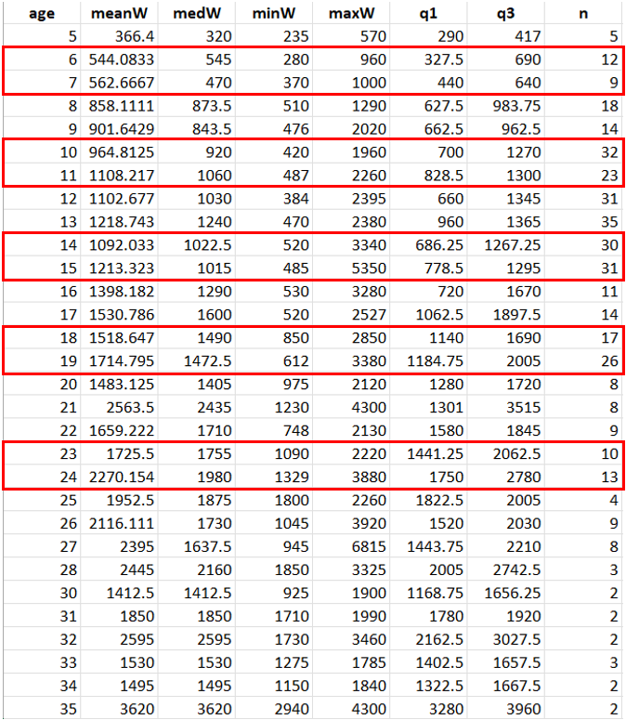 age meanW medW minW maxW q1 q3 n
5 366.4 320 235 570 290 417 5
6 544.0833 545 280 960 327.5 690 12
7 562.6667 470 370 1000 440 640 9
8 858.1111 873.5 510 1290 627.5 983.75 18
9 901.6429 843.5 476 2020 662.5 962.5 14
10 964.8125 920 420 1960 700 1270 32
11 1108.217 1060 487 2260 828.5 1300 23
12 1102.677 1030 384 2395 660 1345 31
13 1218.743 1240 470 2380 960 1365 35
14 1092.033 1022.5 520 3340 686.25 1267.25 30
15 1213.323 1015 485 5350 778.5 1295 31
16 1398.182 1290 530 3280 720 1670 11
17 1530.786 1600 520 2527 1062.5 1897.5 14
18 1518.647 1490 850 2850 1140 1690 17
19 1714.795 1472.5 612 3380 1184.75 2005 26
20 1483.125 1405 975 2120 1280 1720 8
21 2563.5 2435 1230 4300 1301 3515 8
22 1659.222 1710 748 2130 1580 1845 9
23 1725.5 1755 1090 2220 1441.25 2062.5 10
24 2270.154 1980 1329 3880 1750 2780 13
25 1952.5 1875 1800 2260 1822.5 2005 4
26 2116.111 1730 1045 3920 1520 2030 9
27 2395 1637.5 945 6815 1443.75 2210 8
28 2445 2160 1850 3325 2005 2742.5 3
30 1412.5 1412.5 925 1900 1168.75 1656.25 2
31 1850 1850 1710 1990 1780 1920 2
32 2595 2595 1730 3460 2162.5 3027.5 2
33 1530 1530 1275 1785 1402.5 1657.5 3
34 1495 1495 1150 1840 1322.5 1667.5 2
35 3620 3620 2940 4300 3280 3960 2